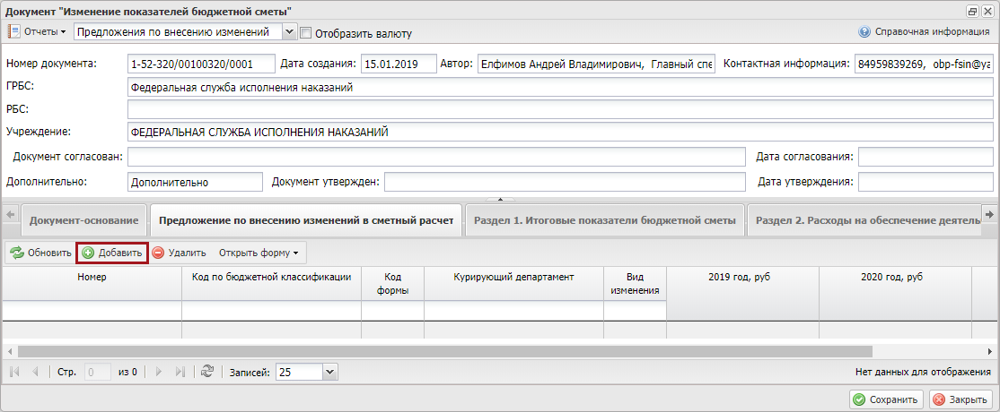 Документ "Изменение показателей бюджетной сметы"
Отчеты Предложения по внесению изменений Отобразить валюту Справочная информация
Номер документа: 1-52-320/00100320/0001 Дата создания: 15.01.2019 Автор: Елфимов Андрей Владимирович, Главный спе Контактная информация: 84959839269, obp-fsin@ya
ГРБС: Федеральная служба исполнения наказаний
РБС:
Учреждение: ФЕДЕРАЛЬНАЯ СЛУЖБА ИСПОЛНЕНИЯ НАКАЗАНИЙ
Документ согласован: Дата согласования:
Дополнительно: Дополнительно Документ утвержден: Дата утверждения:
Документ-основание Предложение по внесению изменений в сметный расчет Раздел 1. Итоговые показатели бюджетной сметы Раздел 2. Расходы на обеспечение деятель
Обновить Добавить Удалить Открыть форму
Номер Код по бюджетной классификации Код формы Курирующий департамент Вид изменения 2019 год, руб 2020 год, руб
Стр. 0 из 0 Записей: 25 Нет данных для отображения
Сохранить Закрыть